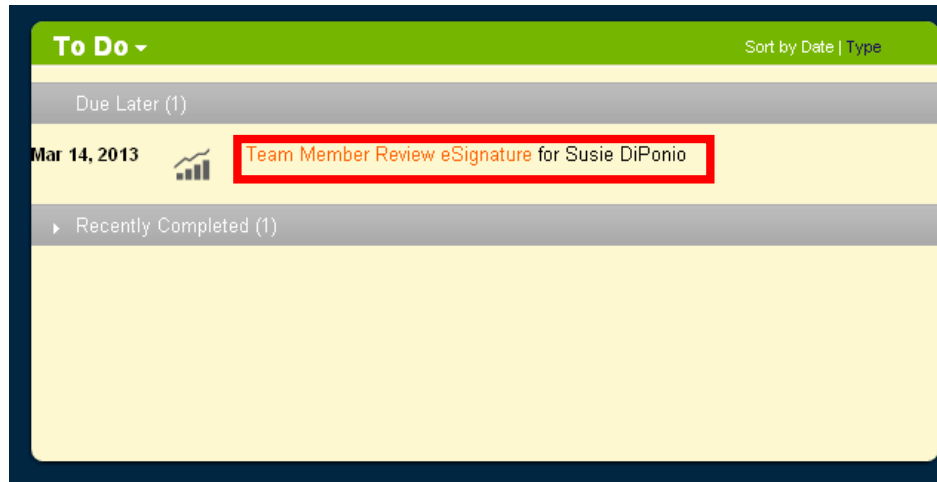 To Do
Sort by Date | Type
Due Later (1)
Mar 14, 2013 Team Member Review eSignature for Susie DiPonio
Recently Completed (1)